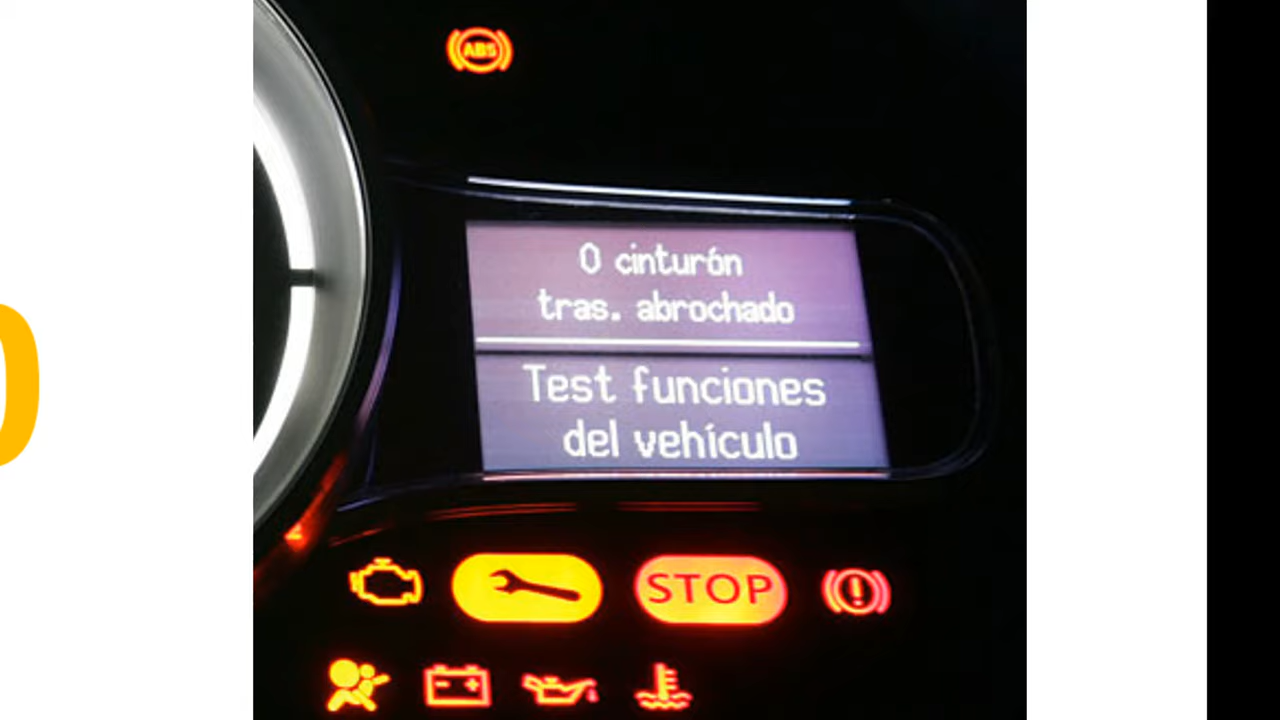 ABS
0 cinturón
tras. abrochado
Test funciones
del vehículo
STOP